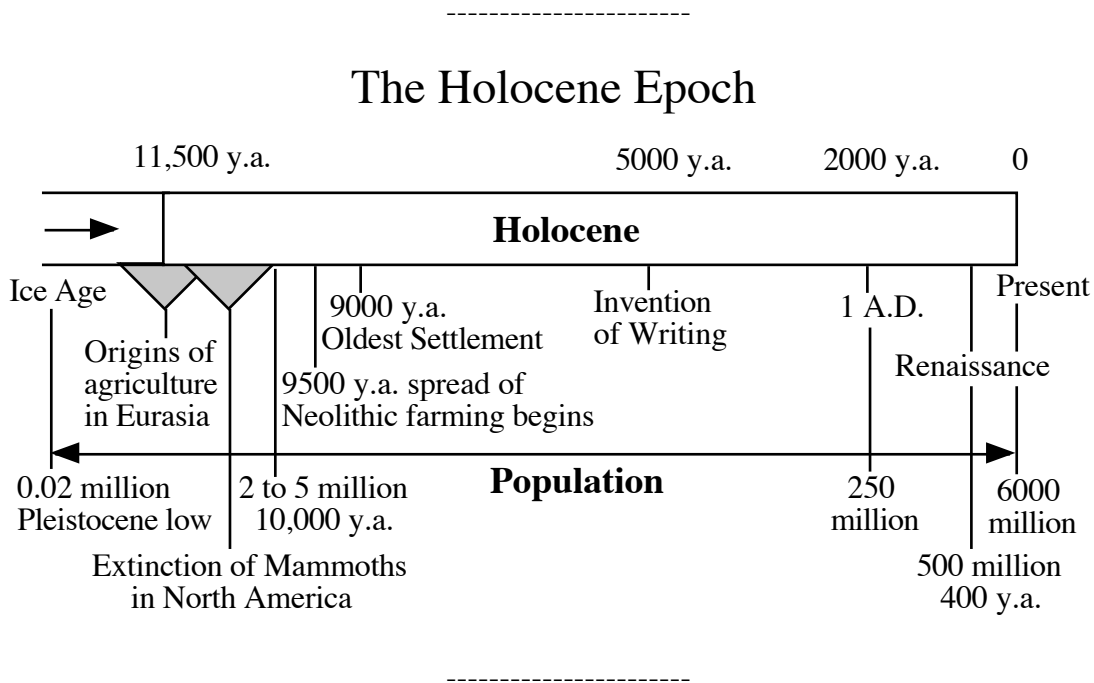 -----------------------
The Holocene Epoch
11,500 y.a.
5000 y.a.
2000 y.a.
0
Holocene
Ice Age
Present
9000 y.a.
Oldest Settlement
Invention
of Writing
1 A.D.
Origins of
agriculture
in Eurasia
Renaissance
9500 y.a. spread of
Neolithic farming begins
Population
0.02 million
Pleistocene low
2 to 5 million
10,000 y.a.
250
million
6000
million
Extinction of Mammoths
in North America
500 million
400 y.a.
-----------------------